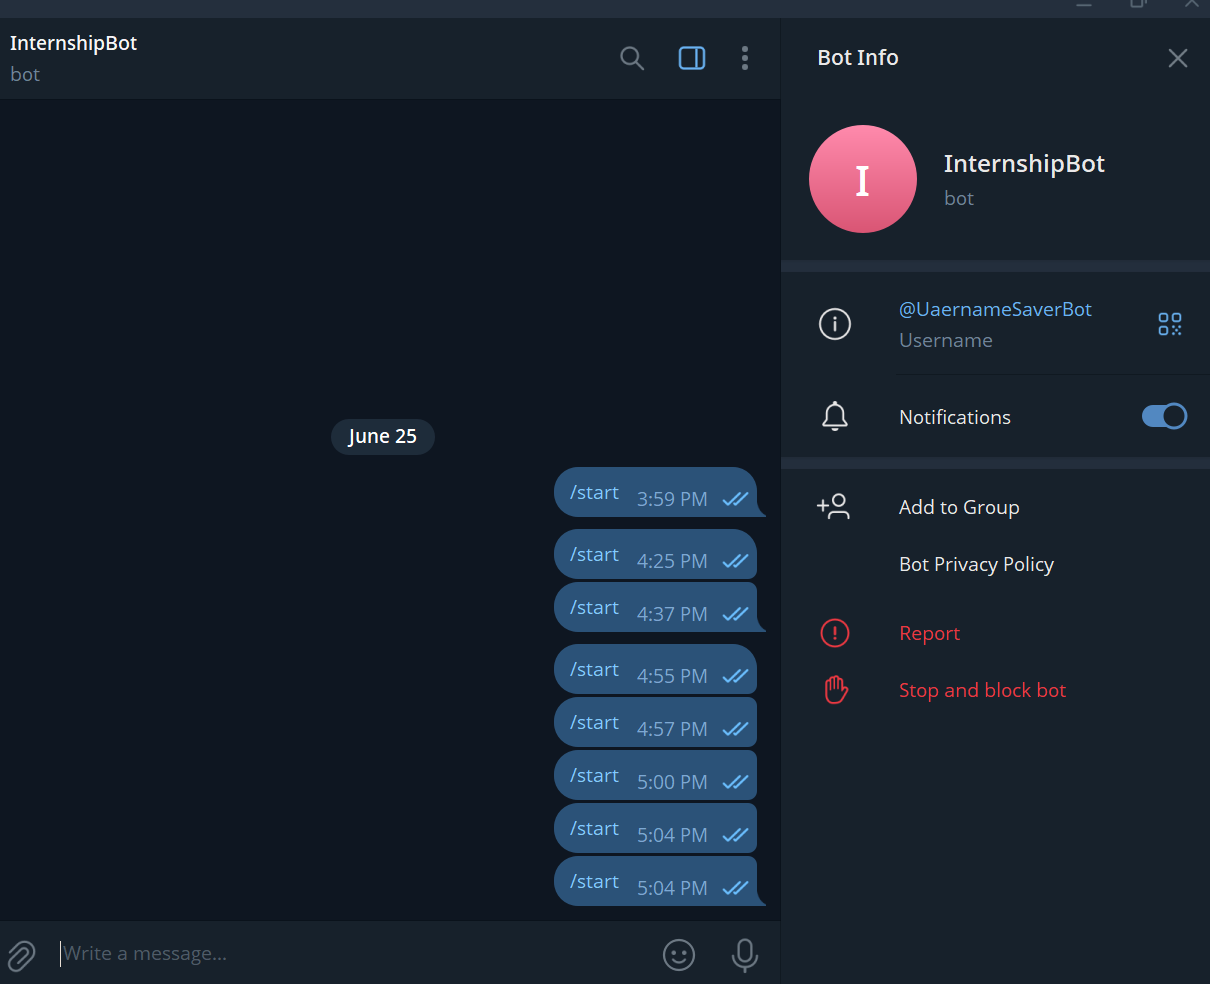 InternshipBot
bot
June 25
/start 3:59 PM
/start 4:25 PM
/start 4:37 PM
/start 4:55 PM
/start 4:57 PM
/start 5:00 PM
/start 5:04 PM
/start 5:04 PM
Write a message...
Bot Info
I
InternshipBot
bot
@UaernameSaverBot
Username
Notifications
Add to Group
Bot Privacy Policy
Report
Stop and block bot